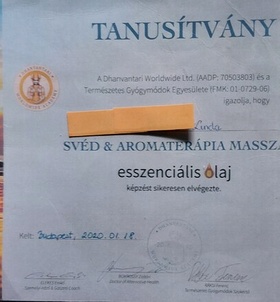 TANUSÍTVÁNY
A Dhanvantari Worldwide Ltd. (AADP: 70503803) és a
Természetes Gyógymódok Egyesülete (FMK: 01-0729-06)
igazolja, hogy
Linda
SVÉD & AROMATERÁPIA MASSZÁ
esszenciális olaj
képzést sikeresen elvégezte.
Kelt: Budapest, 2020.01.18.